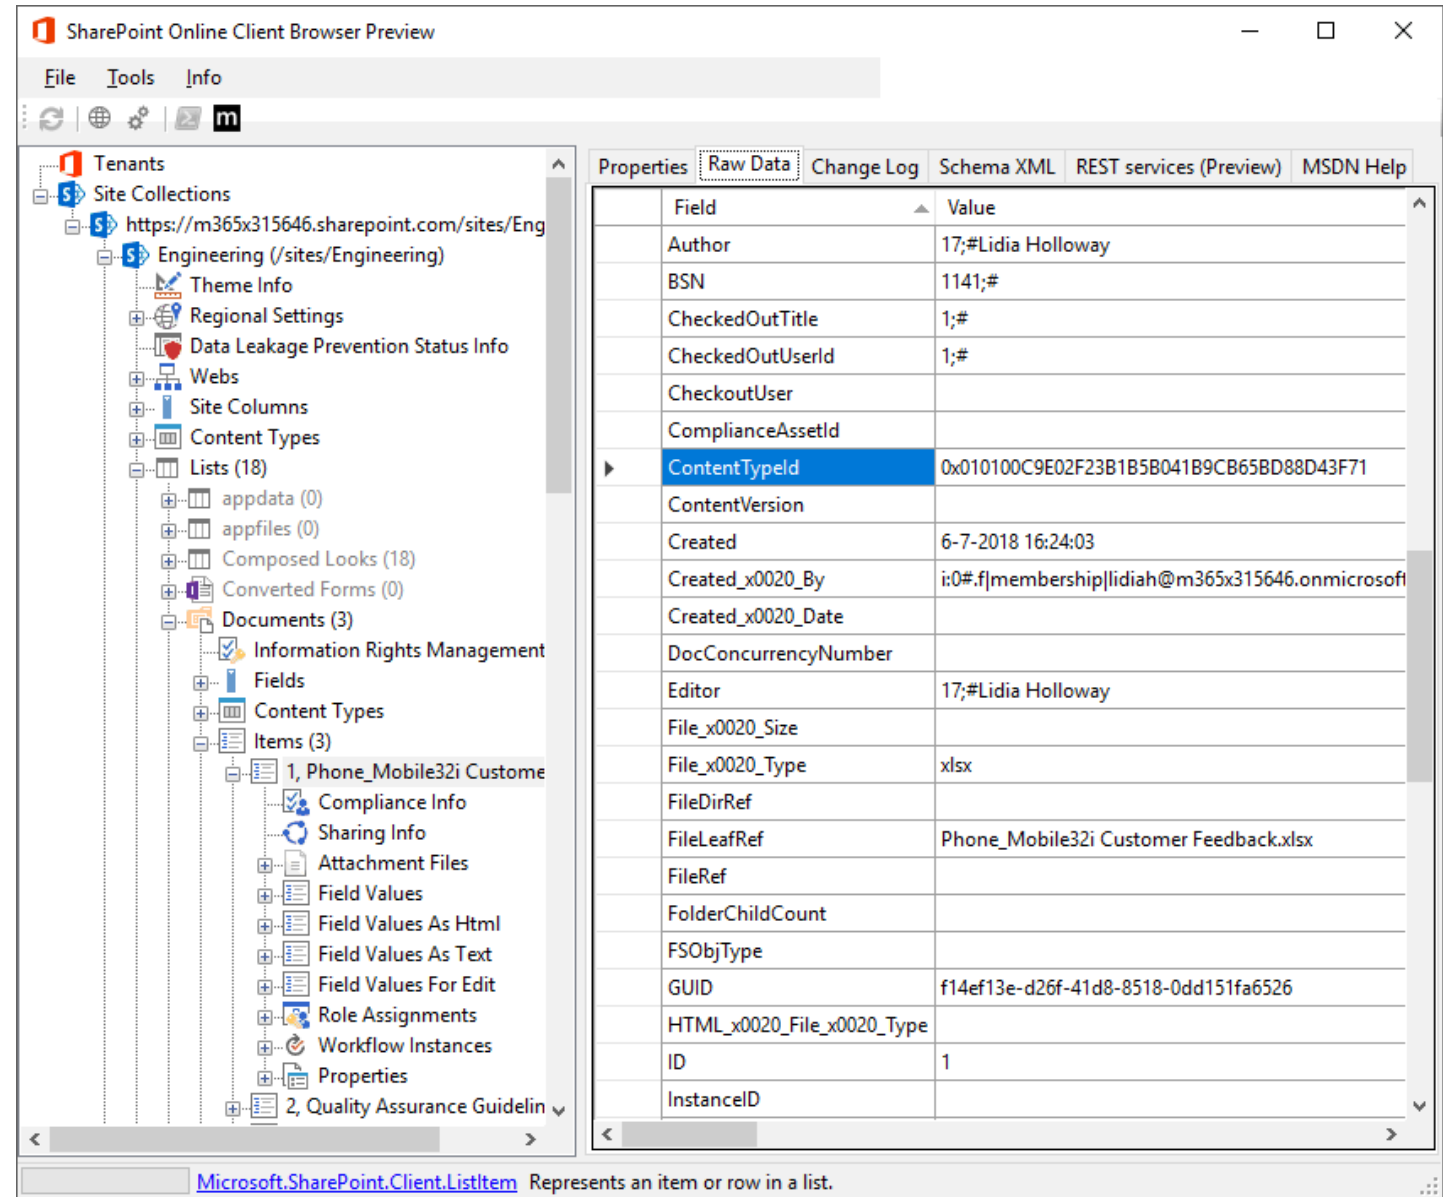 SharePoint Online Client Browser Preview
File Tools Info
m
Tenants
Site Collections
https://m365x315646.sharepoint.com/sites/Eng
Engineering (/sites/Engineering)
Theme Info
Regional Settings
Data Leakage Prevention Status Info
Webs
Site Columns
Content Types
Lists (18)
appdata (0)
appfiles (0)
Composed Looks (18)
Converted Forms (0)
Documents (3)
Information Rights Management
Fields
Content Types
Items (3)
1, Phone_Mobile32i Custome
Compliance Info
Sharing Info
Attachment Files
Field Values
Field Values As Html
Field Values As Text
Field Values For Edit
Role Assignments
Workflow Instances
Properties
2, Quality Assurance Guidelin
Properties Raw Data Change Log Schema XML REST services (Preview) MSDN Help
Field Value
Author 17;#Lidia Holloway
BSN 1141;#
CheckedOutTitle 1;#
CheckedOutUserId 1;#
CheckoutUser
ComplianceAssetId
ContentTypeId 0x010100C9E02F23B1B5B041B9CB65BD88D43F71
ContentVersion
Created 6-7-2018 16:24:03
Created_x0020_By i:0#.f|membership|lidiah@m365x315646.onmicrosoft
Created_x0020_Date
DocConcurrencyNumber
Editor 17;#Lidia Holloway
File_x0020_Size
File_x0020_Type xlsx
FileDirRef
FileLeafRef Phone_Mobile32i Customer Feedback.xlsx
FileRef
FolderChildCount
FSObjType
GUID f14ef13e-d26f-41d8-8518-0dd151fa6526
HTML_x0020_File_x0020_Type
ID 1
InstanceID
Microsoft.SharePoint.Client.ListItem Represents an item or row in a list.